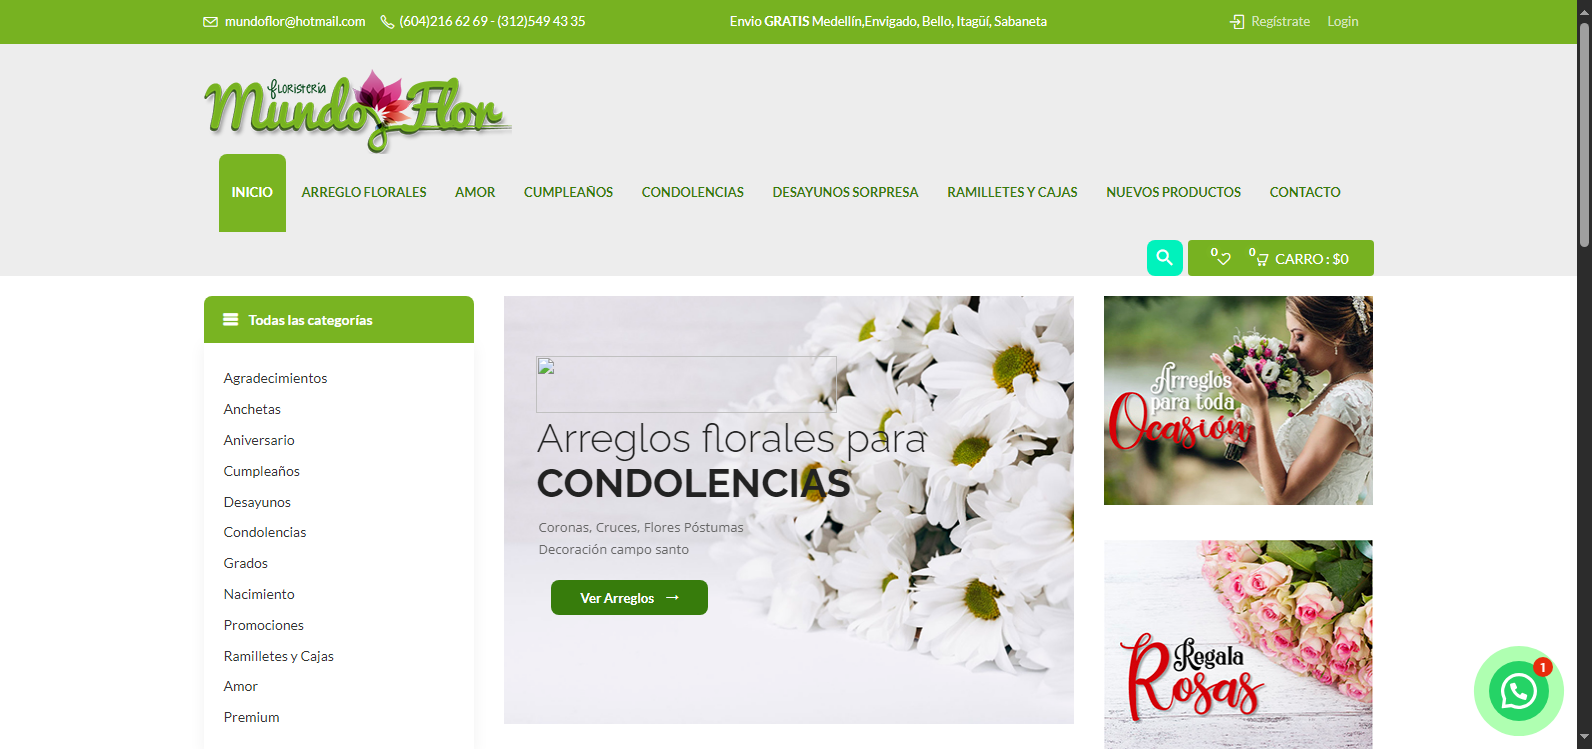 mundoflor@hotmail.com (604)216 62 69 - (312)549 43 35 Envio GRATIS Medellín,Envigado, Bello, Itagüí, Sabaneta Regístrate Login
FLORISTERIA
Mundo Flor
INICIO ARREGLO FLORALES AMOR CUMPLEAÑOS CONDOLENCIAS DESAYUNOS SORPRESA RAMILLETES Y CAJAS NUEVOS PRODUCTOS CONTACTO
0 0 CARRO : $0
Todas las categorías
Agradecimientos
Anchetas
Aniversario
Cumpleaños
Desayunos
Condolencias
Grados
Nacimiento
Promociones
Ramilletes y Cajas
Amor
Premium
Arreglos florales para
CONDOLENCIAS
Coronas, Cruces, Flores Póstumas
Decoración campo santo
Ver Arreglos →
Arreglos
para toda
Ocasión
Regala
Rosas
1